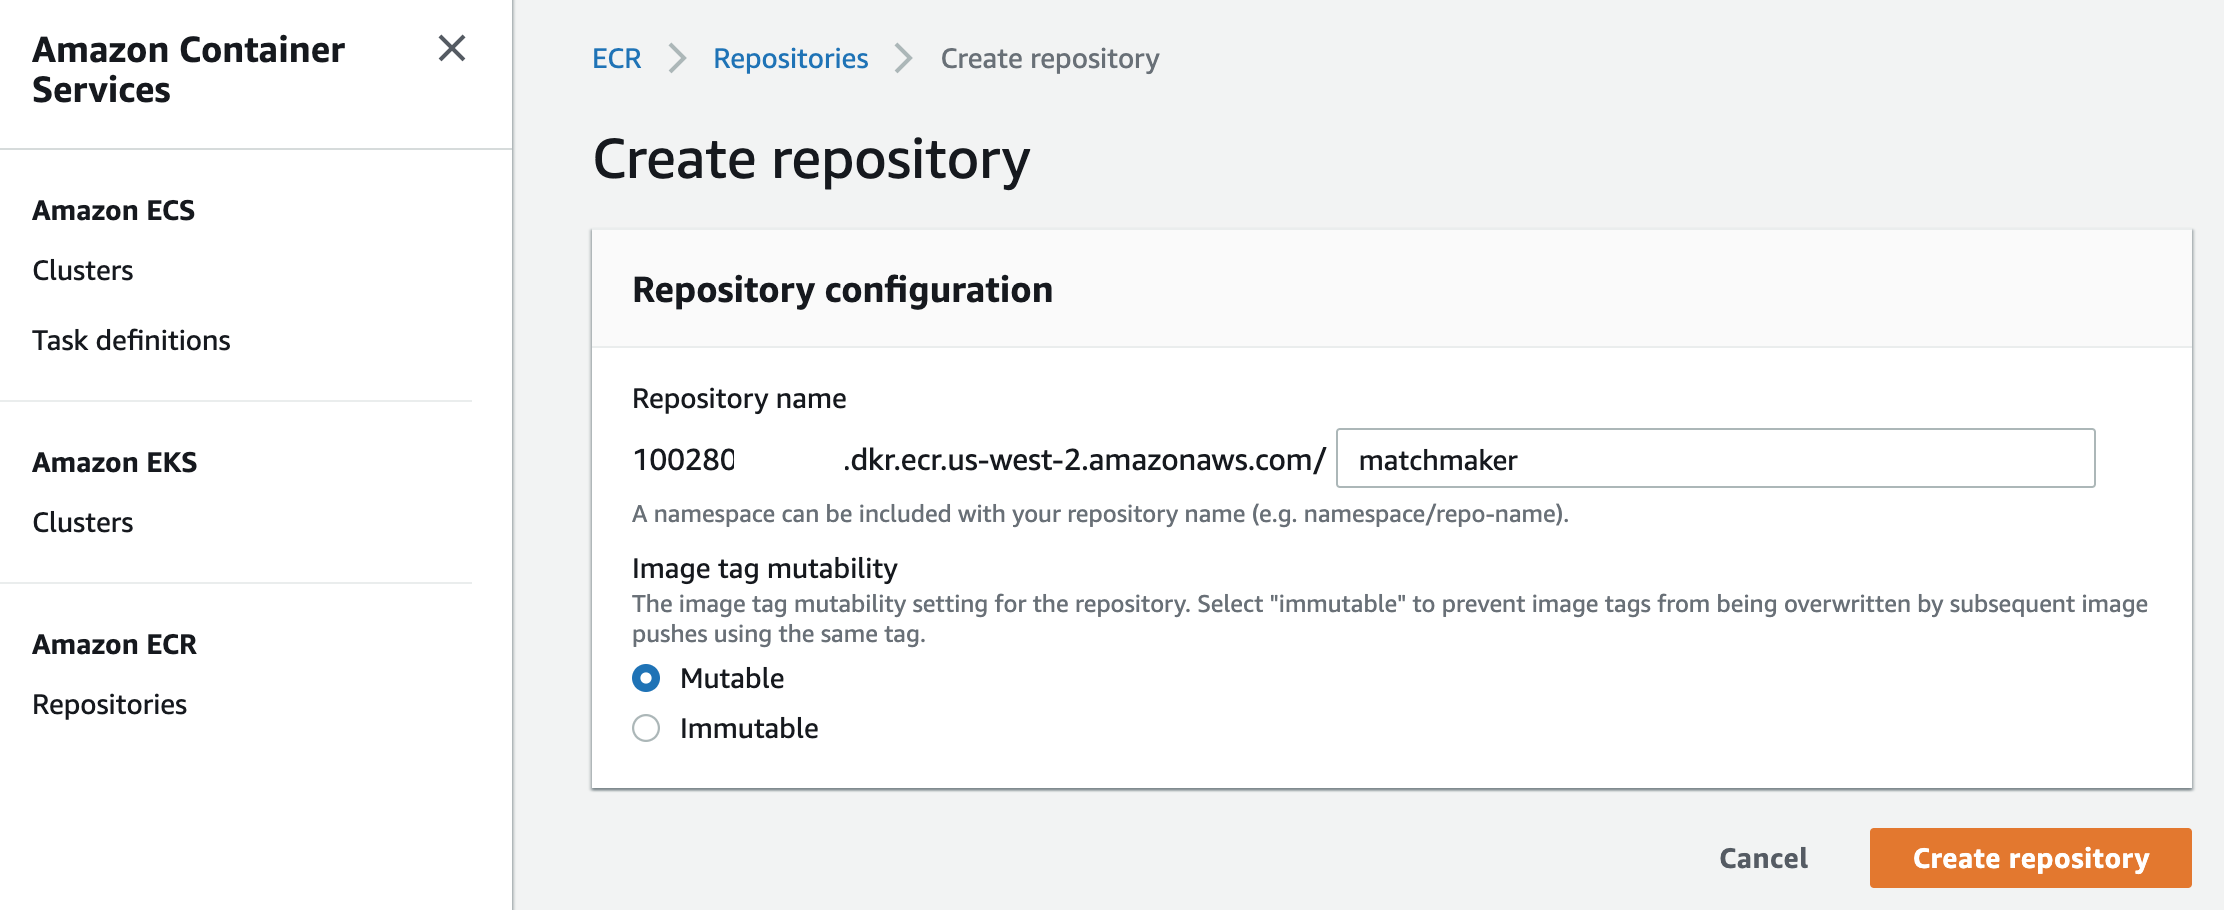 Amazon Container
Services
Amazon ECS
Clusters
Task definitions
Amazon EKS
Clusters
Amazon ECR
Repositories
ECR Repositories Create repository
Create repository
Repository configuration
Repository name
100280 .dkr.ecr.us-west-2.amazonaws.com/ matchmaker
A namespace can be included with your repository name (e.g. namespace/repo-name).
Image tag mutability
The image tag mutability setting for the repository. Select "immutable" to prevent image tags from being overwritten by subsequent image
pushes using the same tag.
Mutable
Immutable
Cancel Create repository